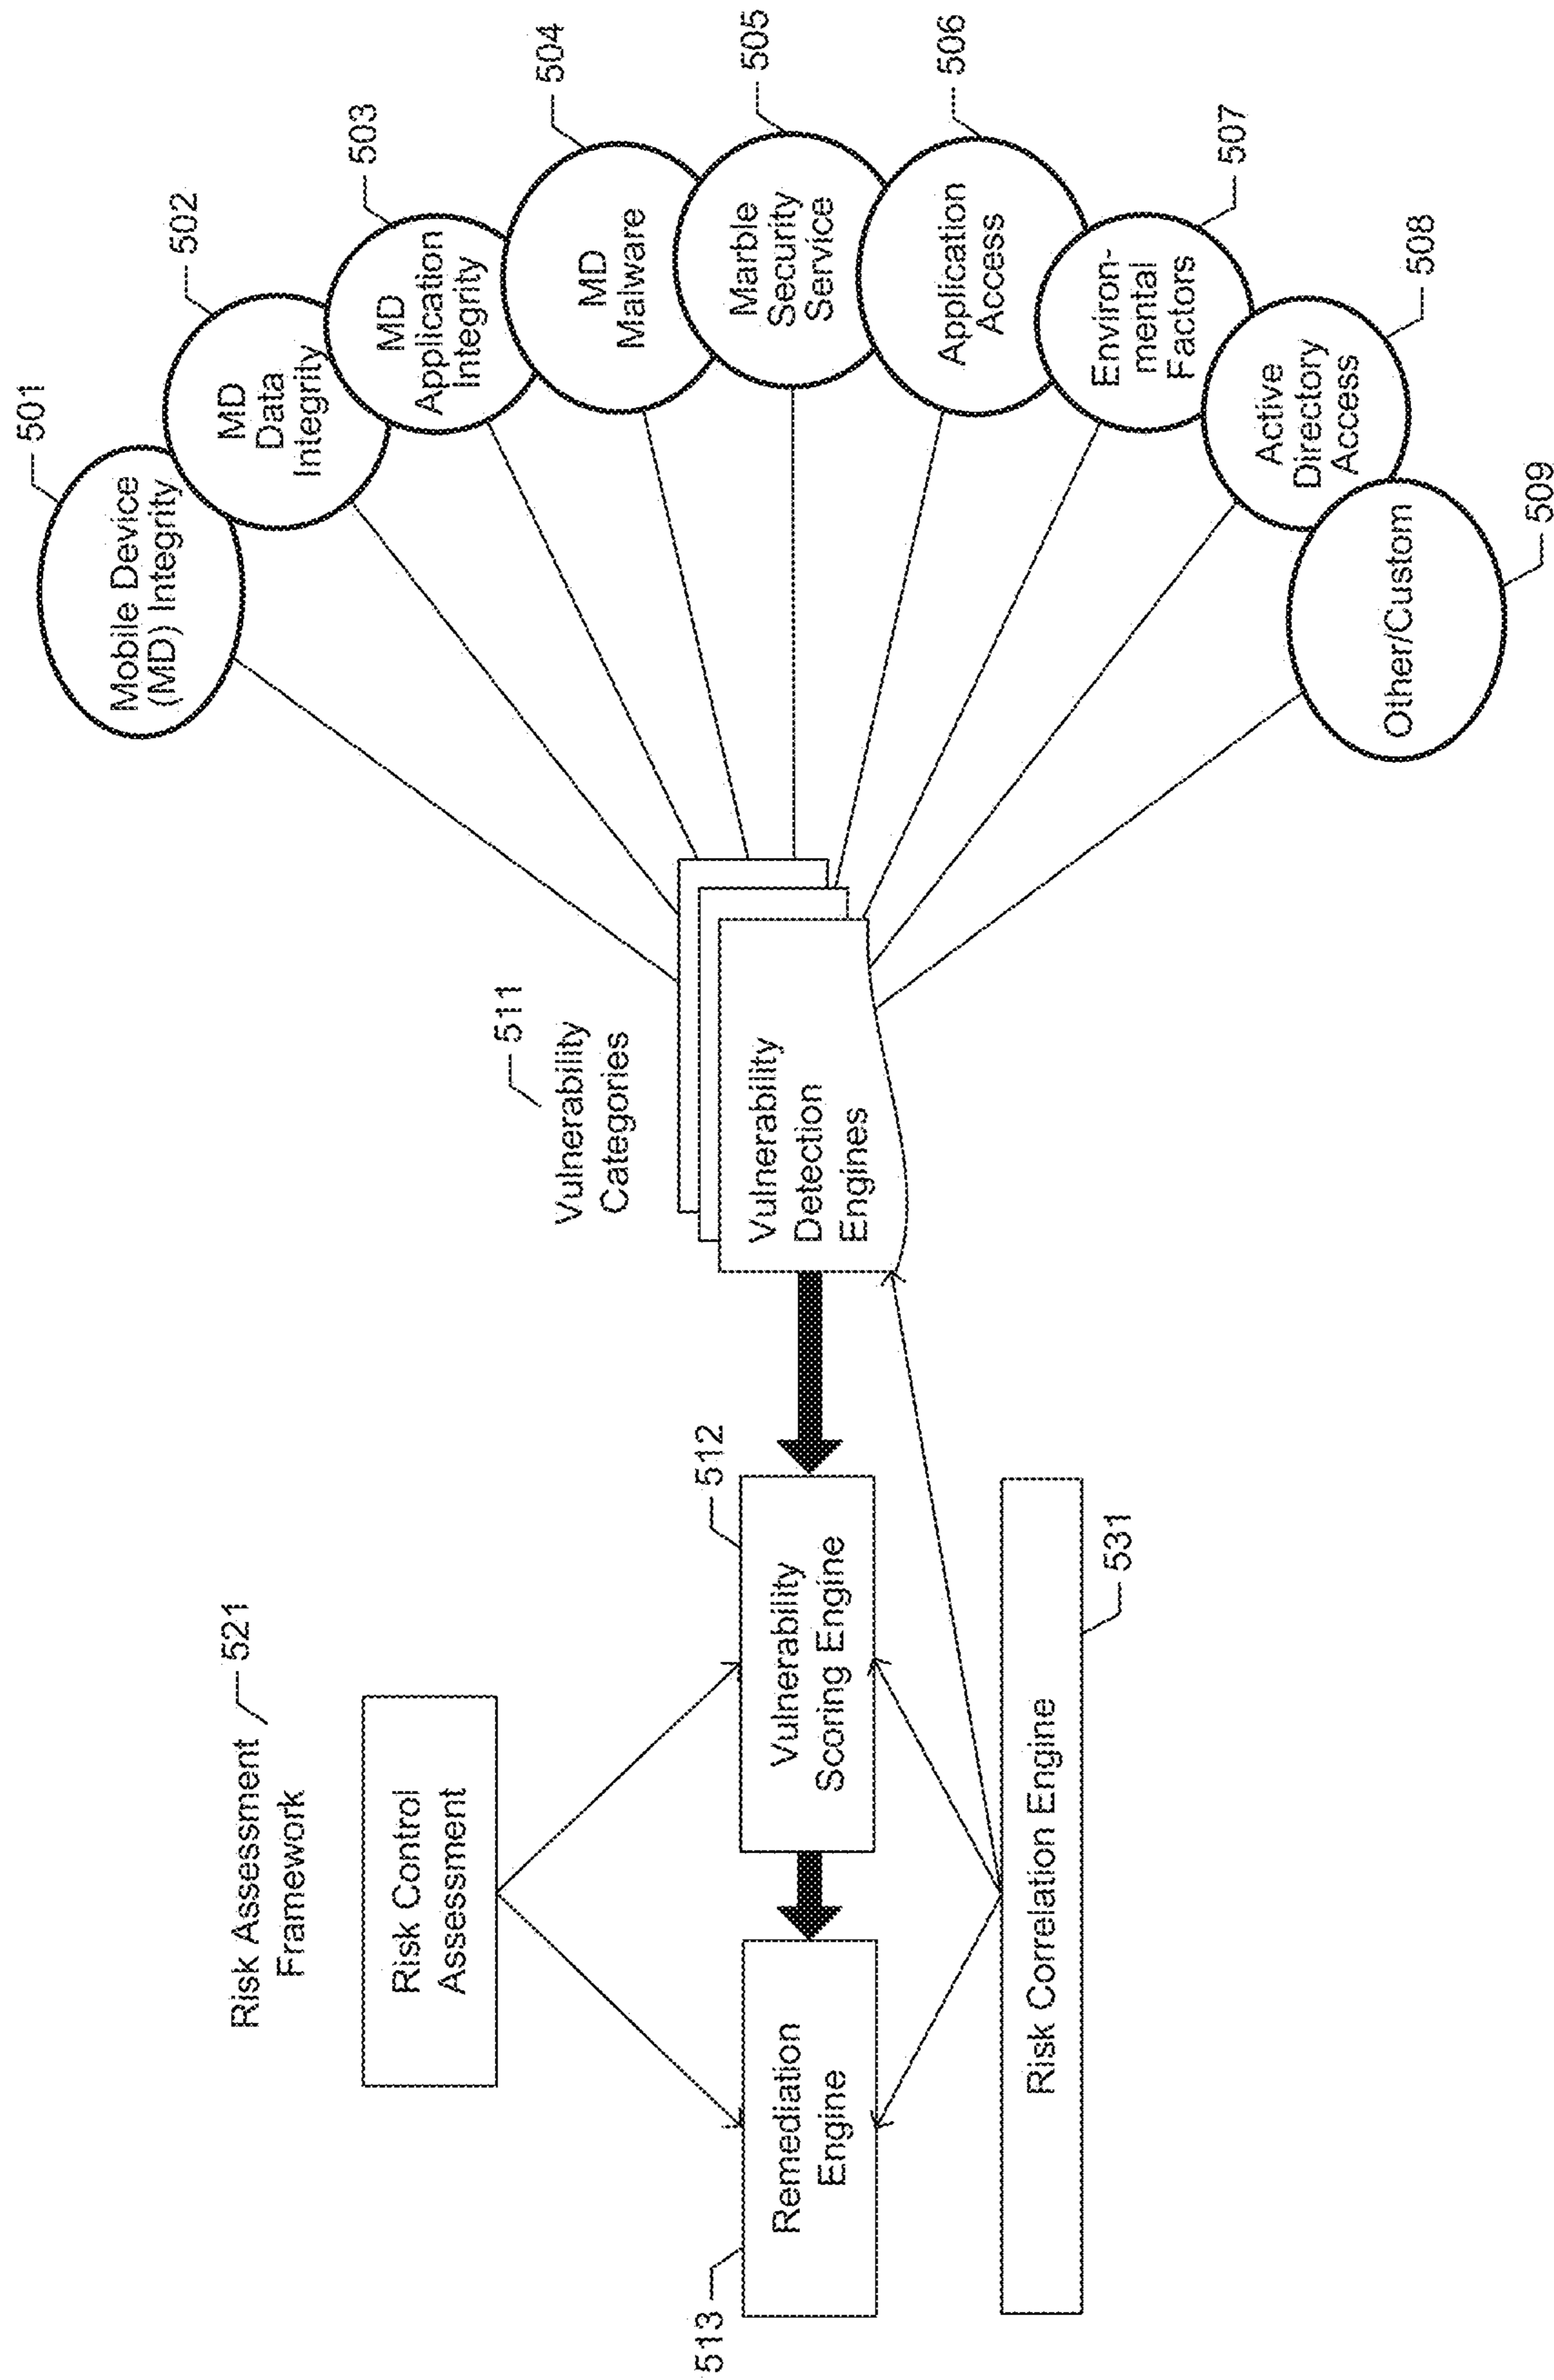 501
Mobile Device
(MD) Integrity
502
MD
Data
Integrity
503
MD
Application
Integrity
504
MD
Malware
505
Marble
Security
Service
506
Application
Access
507
Environ-
mental
Factors
508
Active
Directory
Access
509
Other/Custom
511
Vulnerability
Categories
Vulnerability
Detection
Engines
512
Vulnerability
Scoring Engine
513
Remediation
Engine
Risk Assessment
Framework
521
Risk Control
Assessment
Risk Correlation Engine
531